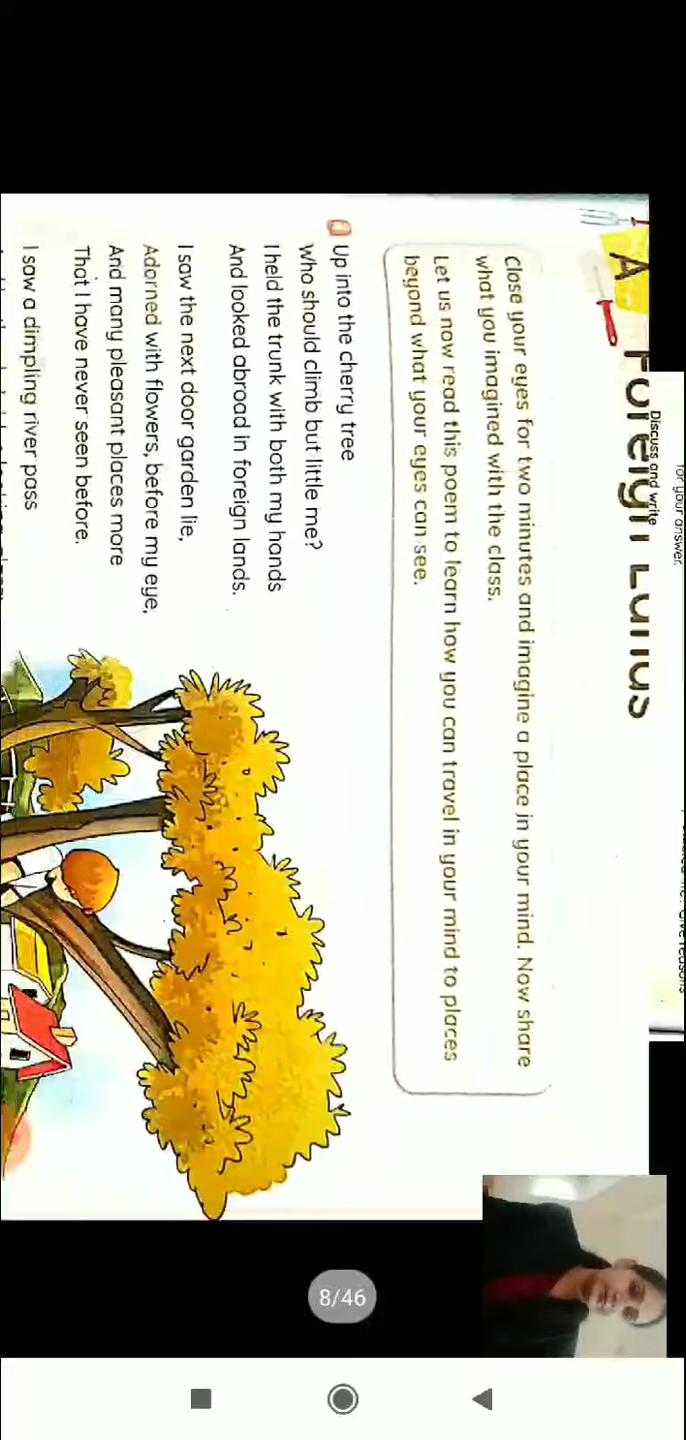 for your answer.
Discuss and write
A
Foreign Lands
Close your eyes for two minutes and imagine a place in your mind. Now share
what you imagined with the class.
Let us now read this poem to learn how you can travel in your mind to places
beyond what your eyes can see.
a Up into the cherry tree
Who should climb but little me?
I held the trunk with both my hands
And looked abroad in foreign lands.
I saw the next door garden lie,
Adorned with flowers, before my eye,
And many pleasant places more
That I have never seen before.
I saw a dimpling river pass
8/46